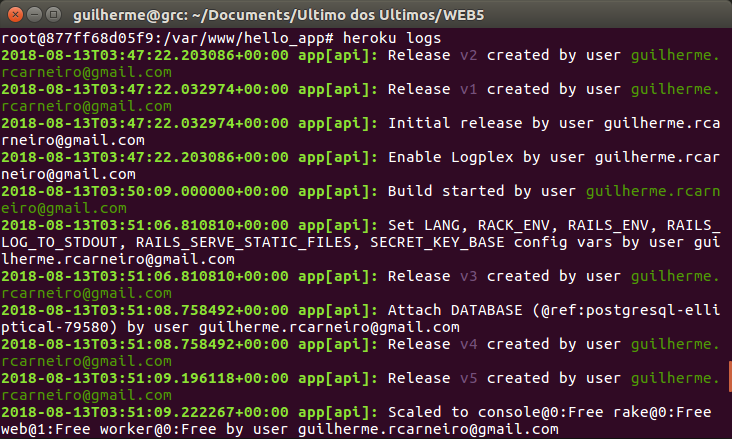 guilherme@grc: ~/Documents/Ultimo dos Ultimos/WEB5
root@877ff68d05f9:/var/www/hello_app# heroku logs
2018-08-13T03:47:22.203086+00:00 app[api]: Release v2 created by user guilherme.
rcarneiro@gmail.com
2018-08-13T03:47:22.032974+00:00 app[api]: Release v1 created by user guilherme.
rcarneiro@gmail.com
2018-08-13T03:47:22.032974+00:00 app[api]: Initial release by user guilherme.rca
rneiro@gmail.com
2018-08-13T03:47:22.203086+00:00 app[api]: Enable Logplex by user guilherme.rcar
neiro@gmail.com
2018-08-13T03:50:09.000000+00:00 app[api]: Build started by user guilherme.rcarn
eiro@gmail.com
2018-08-13T03:51:06.810810+00:00 app[api]: Set LANG, RACK_ENV, RAILS_ENV, RAILS_
LOG_TO_STDOUT, RAILS_SERVE_STATIC_FILES, SECRET_KEY_BASE config vars by user gui
lherme.rcarneiro@gmail.com
2018-08-13T03:51:06.810810+00:00 app[api]: Release v3 created by user guilherme.
rcarneiro@gmail.com
2018-08-13T03:51:08.758492+00:00 app[api]: Attach DATABASE (@ref:postgresql-elli
ptical-79580) by user guilherme.rcarneiro@gmail.com
2018-08-13T03:51:08.758492+00:00 app[api]: Release v4 created by user guilherme.
rcarneiro@gmail.com
2018-08-13T03:51:09.196118+00:00 app[api]: Release v5 created by user guilherme.
rcarneiro@gmail.com
2018-08-13T03:51:09.222267+00:00 app[api]: Scaled to console@0:Free rake@0:Free
web@1:Free worker@0:Free by user guilherme.rcarneiro@gmail.com